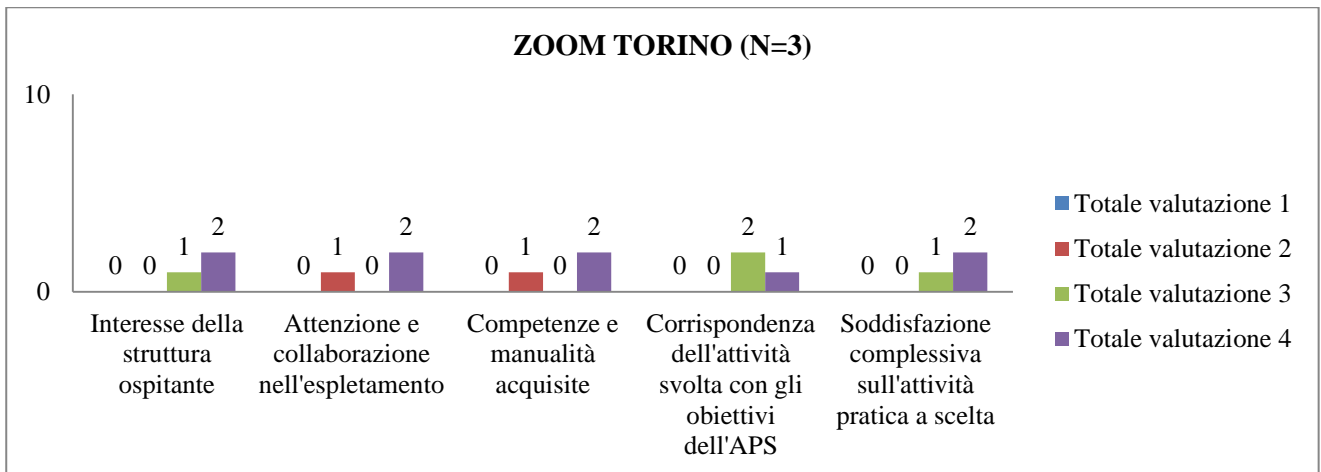 ZOOM TORINO (N=3)
10
0
0 0 1 2
0 1 0 2
0 1 0 2
0 0 2 1
0 0 1 2
Interesse della
struttura
ospitante
Attenzione e
collaborazione
nell'espletamento
Competenze e
manualità
acquisite
Corrispondenza
dell'attività
svolta con gli
obiettivi
dell'APS
Soddisfazione
complessiva
sull'attività
pratica a scelta
Totale valutazione 1
Totale valutazione 2
Totale valutazione 3
Totale valutazione 4